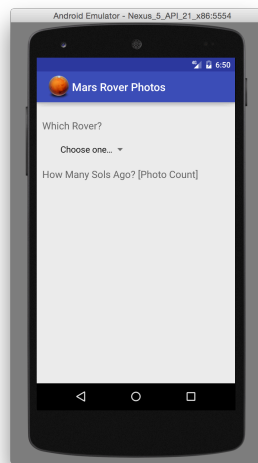 Android Emulator - Nexus_5_API_21_x86:5554
6:50
Mars Rover Photos
Which Rover?
Choose one...
How Many Sols Ago? [Photo Count]